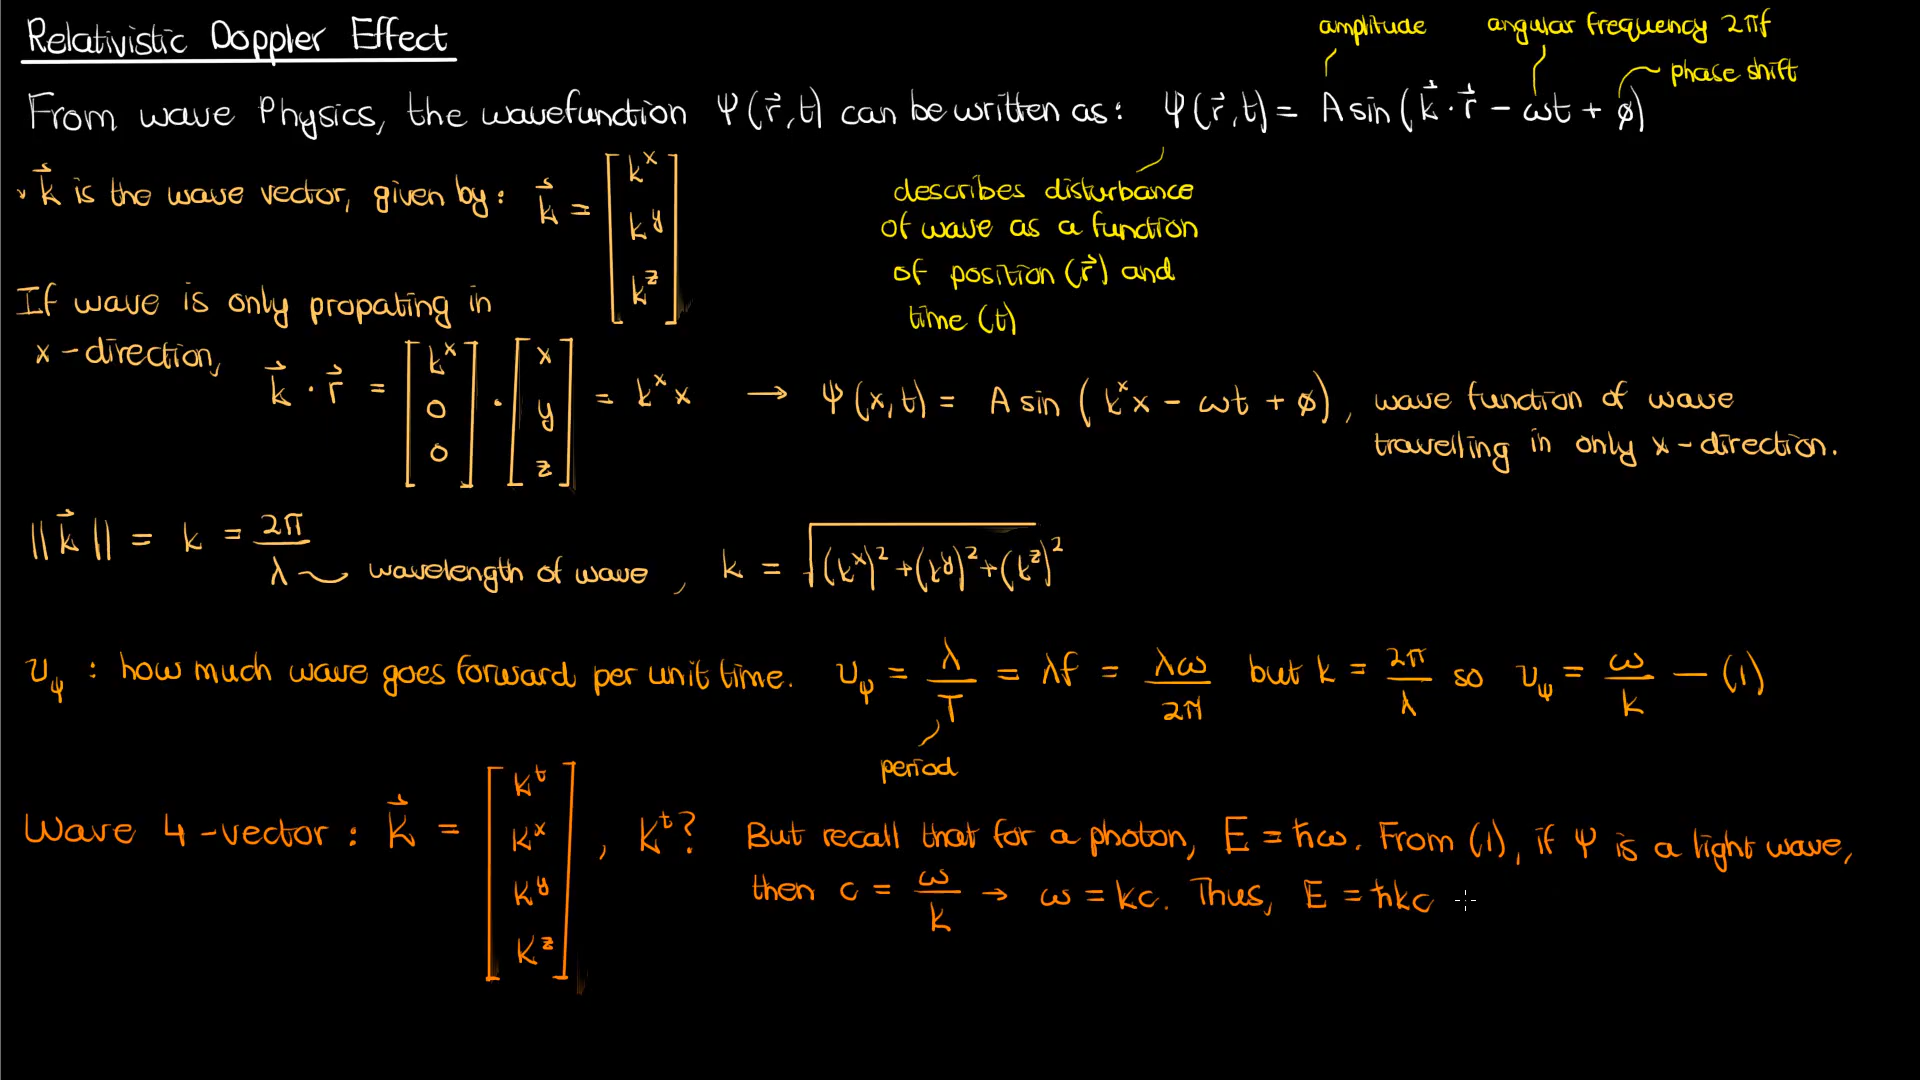 Relativistic Doppler Effect
amplitude
angular frequency 2πf
phase shift
From wave Physics, the wavefunction Ψ(r⃗,t) can be written as: Ψ(r⃗,t) = A sin(k⃗·r⃗ − ωt + ϕ)
k⃗ is the wave vector, given by: k⃗ = [kˣ kʸ kᶻ]
describes disturbance
of wave as a function
of position (r⃗) and
time (t)
If wave is only propating in
x-direction,
k⃗·r⃗ = [kˣ 0 0] · [x y z] = kˣx → Ψ(x,t) = A sin (kˣx − ωt + ϕ), wave function of wave
travelling in only x-direction.
||k⃗|| = k = 2π/λ wavelength of wave, k = √((kˣ)²+(kʸ)²+(kᶻ)²)
v_ψ : how much wave goes forward per unit time. v_ψ = λ/T = λf = λω/2π but k = 2π/λ so v_ψ = ω/k — (1)
period
Wave 4-vector: K⃗ = [Kᵗ Kˣ Kʸ Kᶻ], Kᵗ? But recall that for a photon, E = ħω. From (1), if Ψ is a light wave,
then c = ω/k → ω = kc. Thus, E = ħkc